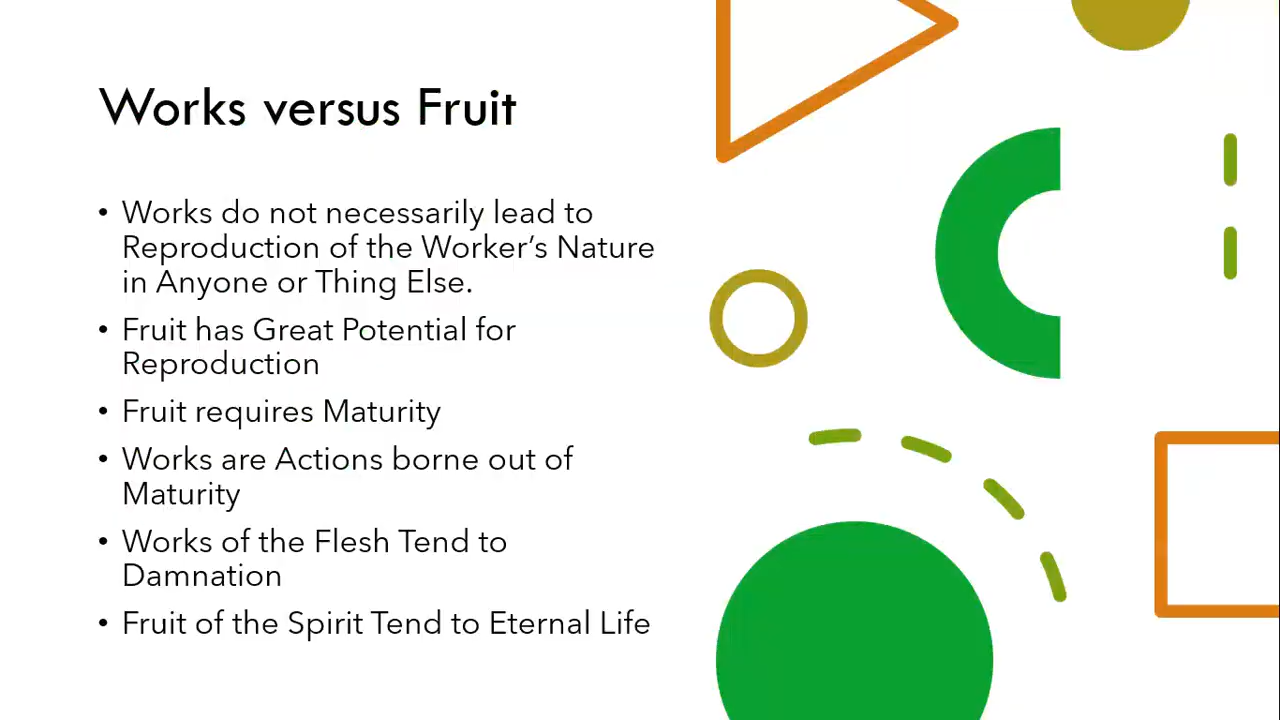 Works versus Fruit
• Works do not necessarily lead to
Reproduction of the Worker’s Nature
in Anyone or Thing Else.
• Fruit has Great Potential for
Reproduction
• Fruit requires Maturity
• Works are Actions borne out of
Maturity
• Works of the Flesh Tend to
Damnation
• Fruit of the Spirit Tend to Eternal Life